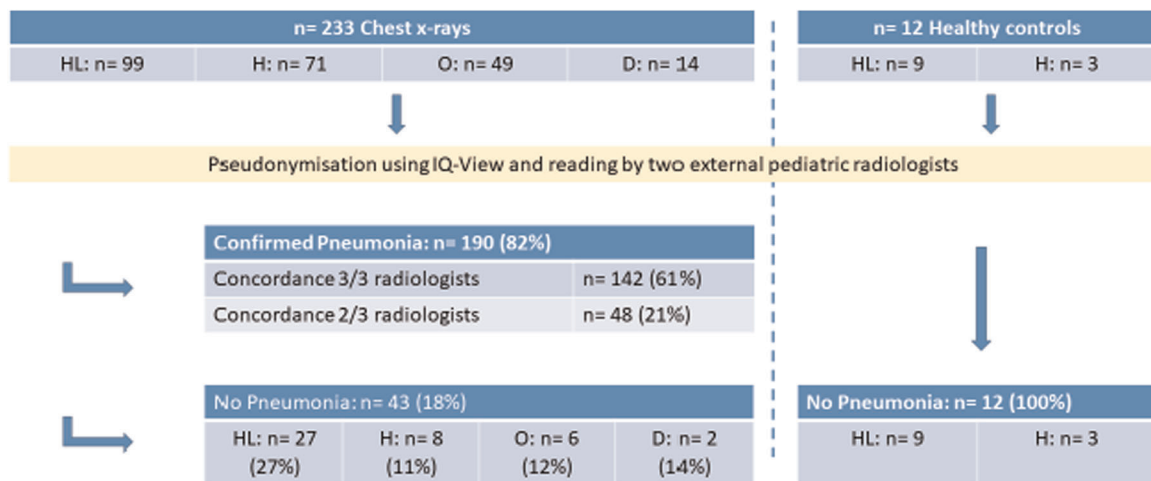 n= 233 Chest x-rays
HL: n= 99 H: n= 71 O: n= 49 D: n= 14
n= 12 Healthy controls
HL: n= 9 H: n= 3
Pseudonymisation using IQ-View and reading by two external pediatric radiologists
Confirmed Pneumonia: n= 190 (82%)
Concordance 3/3 radiologists n= 142 (61%)
Concordance 2/3 radiologists n= 48 (21%)
No Pneumonia: n= 43 (18%)
HL: n= 27 H: n= 8 O: n= 6 D: n= 2
(27%) (11%) (12%) (14%)
No Pneumonia: n= 12 (100%)
HL: n= 9 H: n= 3